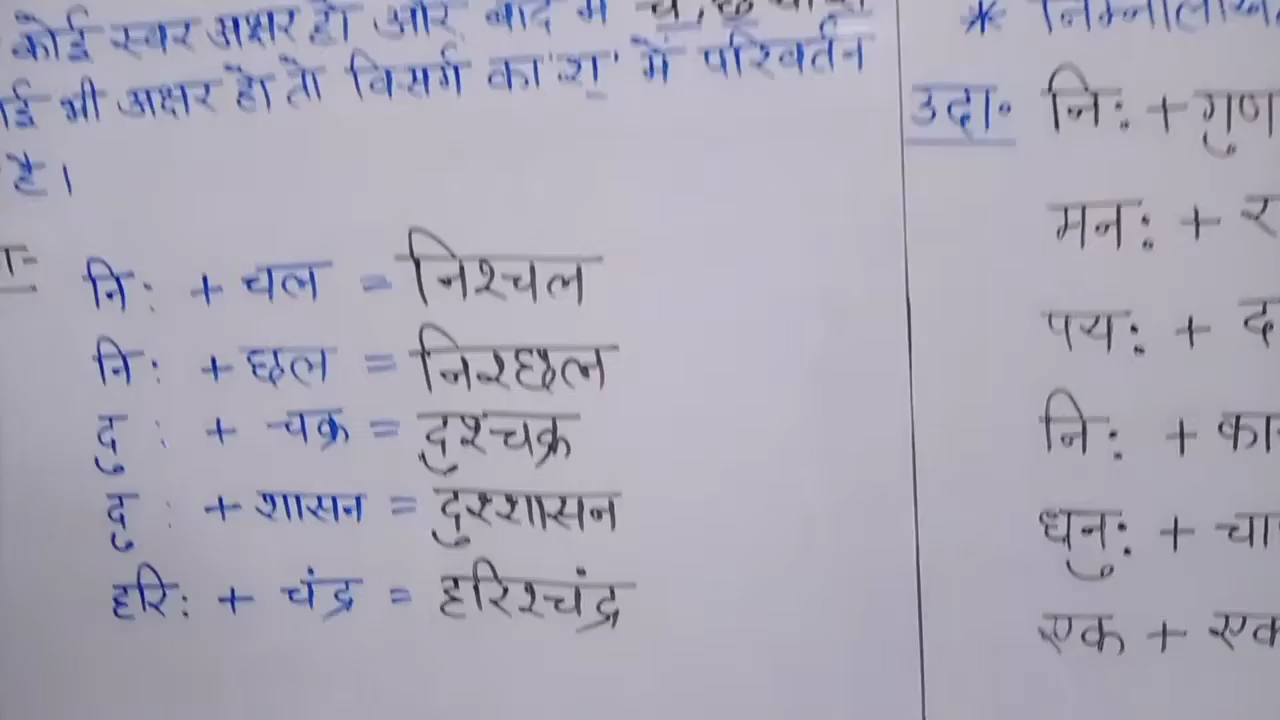 कोई स्वर अक्षर हो और बाद में च, छ
भी अक्षर हो तो विसर्ग का 'श्' में परिवर्तन
है।
नि: + चल = निश्चल
नि: + छल = निश्छल
दु: + चक्र = दुश्चक्र
दु: + शासन = दुश्शासन
हरि: + चंद्र = हरिश्चंद्र
*
उदा॰ नि: + गुण
मन: + र
पय: + द
नि: + का
धनु: + चा
एक + एक